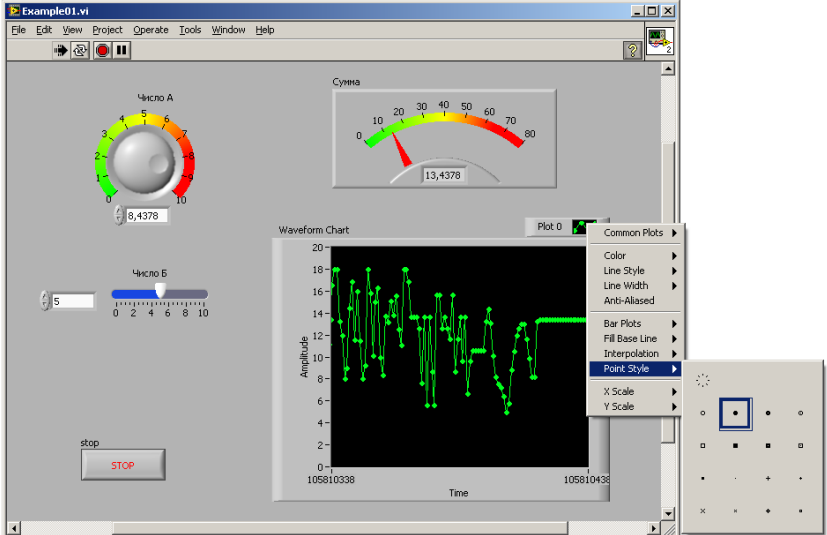 Example01.vi
File Edit View Project Operate Tools Window Help
2
Число А
0 1 2 3 4 5 6 7 8 9 10
8,4378
Сумма
0 10 20 30 40 50 60 70 80
13,4378
Число Б
5
0 2 4 6 8 10
stop
STOP
Waveform Chart
Plot 0
Amplitude
20
18
16
14
12
10
8
6
4
2
0
105810338
105810438
Time
Common Plots
Color
Line Style
Line Width
Anti-Aliased
Bar Plots
Fill Base Line
Interpolation
Point Style
X Scale
Y Scale